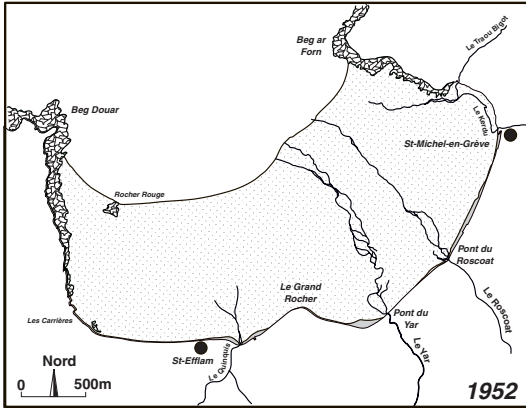 Beg ar
Forn
Le Traou Bigot
Beg Douar
Le Kerdu
St-Michel-en-Grève
Rocher Rouge
Pont du
Roscoat
Le Grand
Rocher
Le Roscoat
Les Carrières
Pont du
Yar
St-Efflam
Le Quinquis
Le Yar
Nord
0 500m
1952